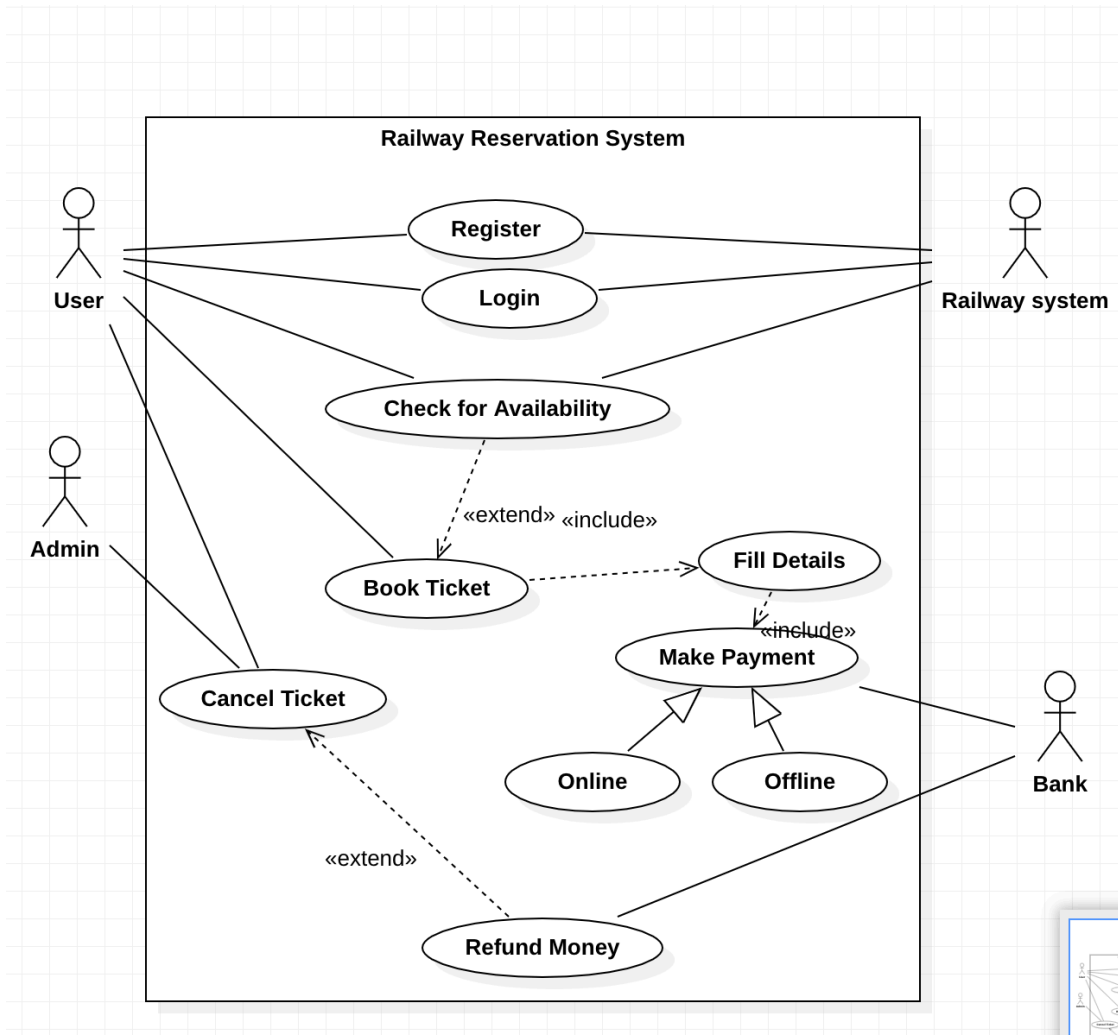 Railway Reservation System
Register
Login
User
Railway system
Check for Availability
«extend»
«include»
Admin
Fill Details
Book Ticket
«include»
Make Payment
Cancel Ticket
Online
Offline
Bank
«extend»
Refund Money